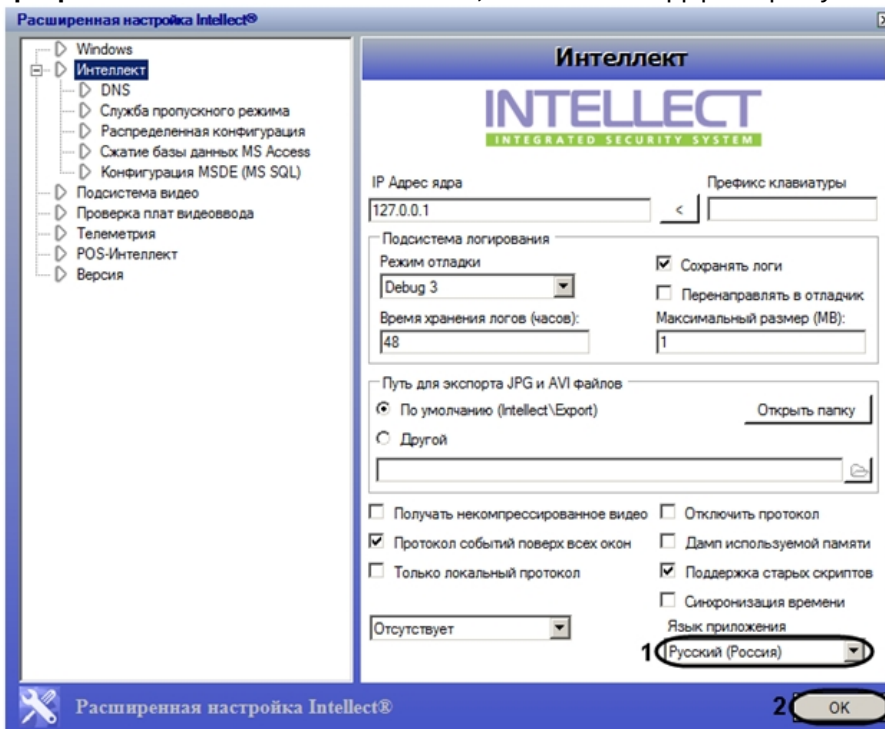 Расширенная настройка Intellect®
Windows
Интеллект
DNS
Служба пропускного режима
Распределенная конфигурация
Сжатие базы данных MS Access
Конфигурация MSDE (MS SQL)
Подсистема видео
Проверка плат видеоввода
Телеметрия
POS-Интеллект
Версия
Интеллект
INTELLECT
INTEGRATED SECURITY SYSTEM
IP Адрес ядра
Префикс клавиатуры
127.0.0.1
<
Подсистема логирования
Режим отладки
Сохранять логи
Debug 3
Перенаправлять в отладчик
Время хранения логов (часов):
Максимальный размер (MB):
48
1
Путь для экспорта JPG и AVI файлов
По умолчанию (Intellect\Export)
Открыть папку
Другой
Получать некомпрессированное видео
Отключить протокол
Протокол событий поверх всех окон
Дамп используемой памяти
Только локальный протокол
Поддержка старых скриптов
Синхронизация времени
Отсутствует
Язык приложения
1
Русский (Россия)
Расширенная настройка Intellect®
2
OK